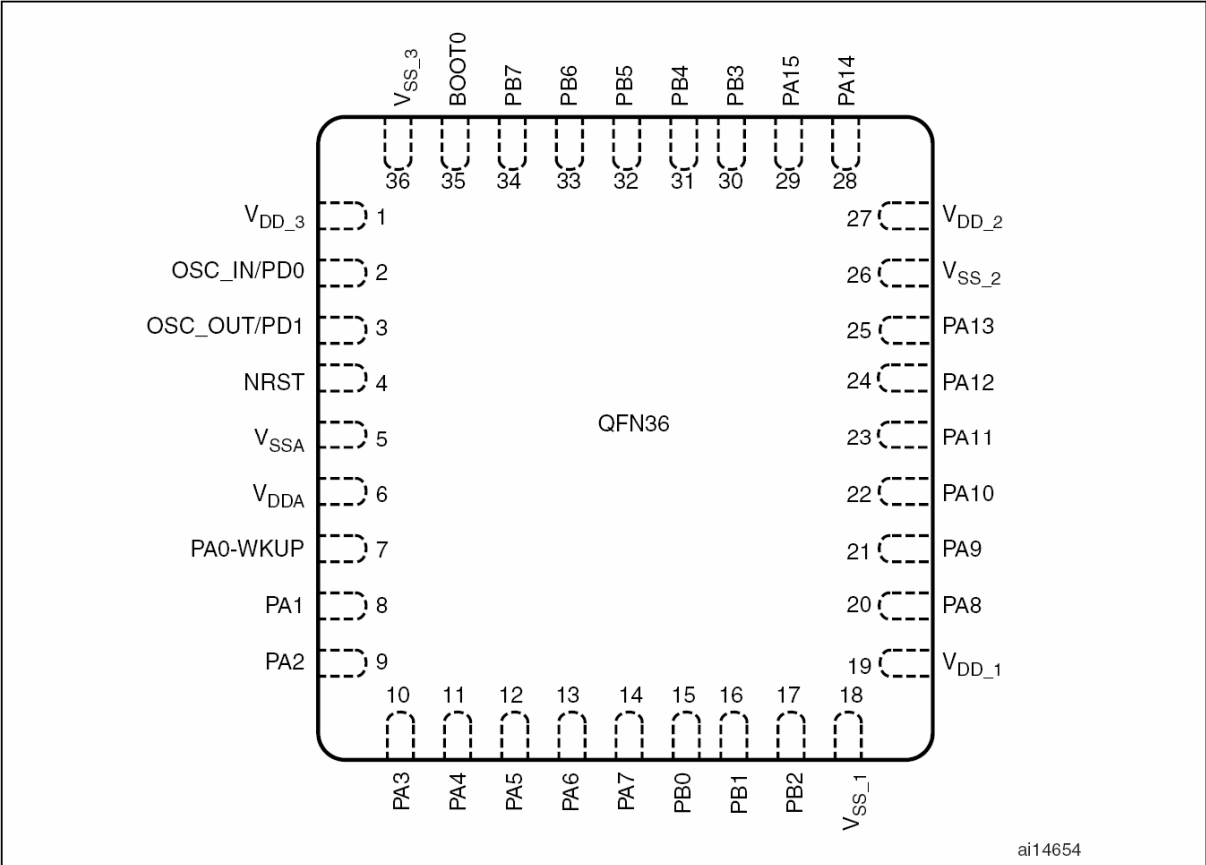 VSS_3 BOOT0 PB7 PB6 PB5 PB4 PB3 PA15 PA14
36 35 34 33 32 31 30 29 28
VDD_3 1 27 VDD_2
OSC_IN/PD0 2 26 VSS_2
OSC_OUT/PD1 3 25 PA13
NRST 4 24 PA12
QFN36
VSSA 5 23 PA11
VDDA 6 22 PA10
PA0-WKUP 7 21 PA9
PA1 8 20 PA8
PA2 9 19 VDD_1
10 11 12 13 14 15 16 17 18
PA3 PA4 PA5 PA6 PA7 PB0 PB1 PB2 VSS_1
ai14654